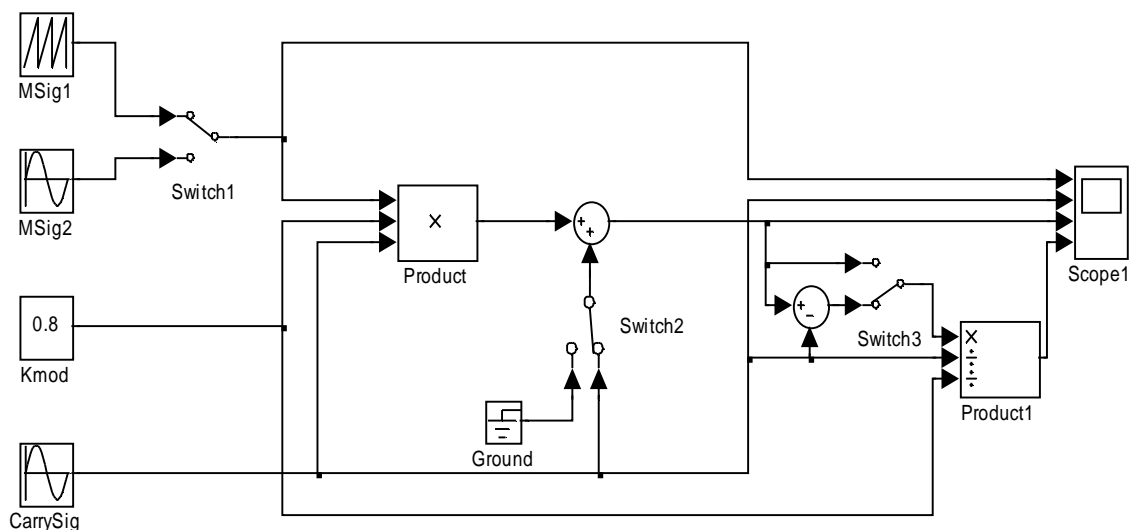 MSig1
MSig2
Switch1
0.8
Kmod
CarrySig
×
Product
+
+
Switch2
Ground
+
-
Switch3
×
÷
÷
Product1
Scope1